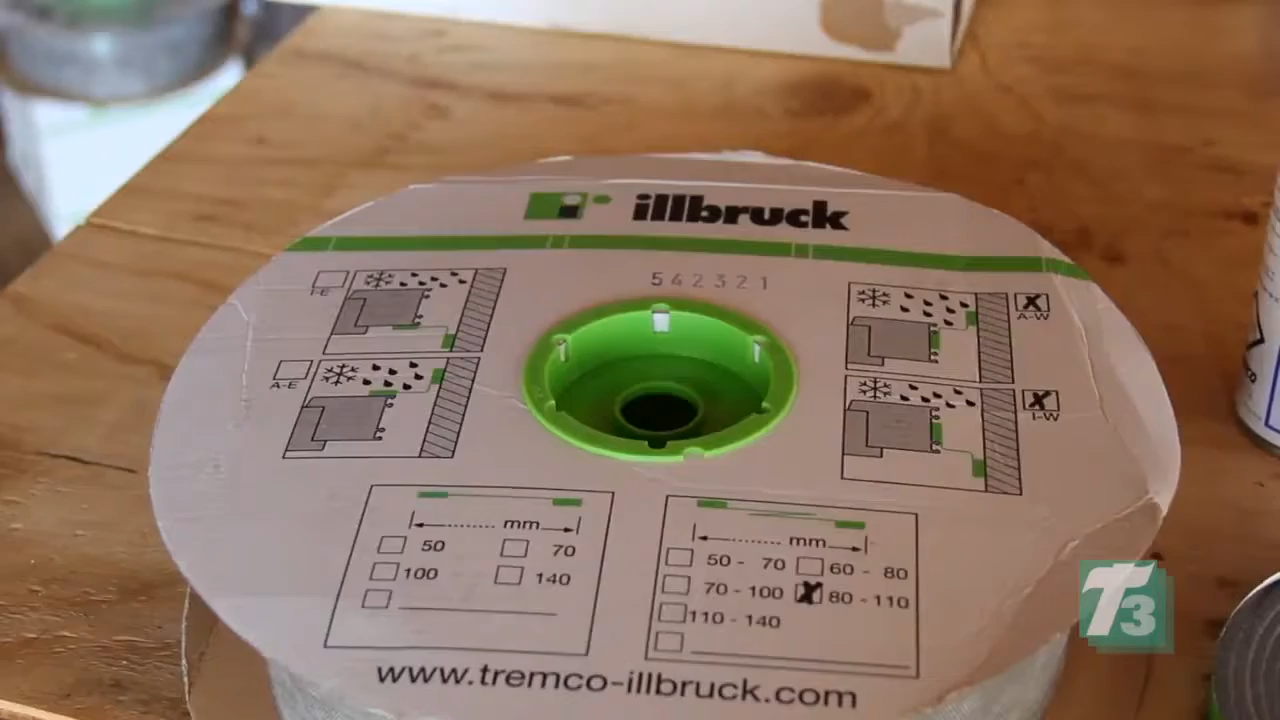 illbruck
542321
I-E
A-W
A-E
I-W
mm
50 70
100 140
mm
50 - 70 60 - 80
70 - 100 80 - 110
110 - 140
www.tremco-illbruck.com
T3